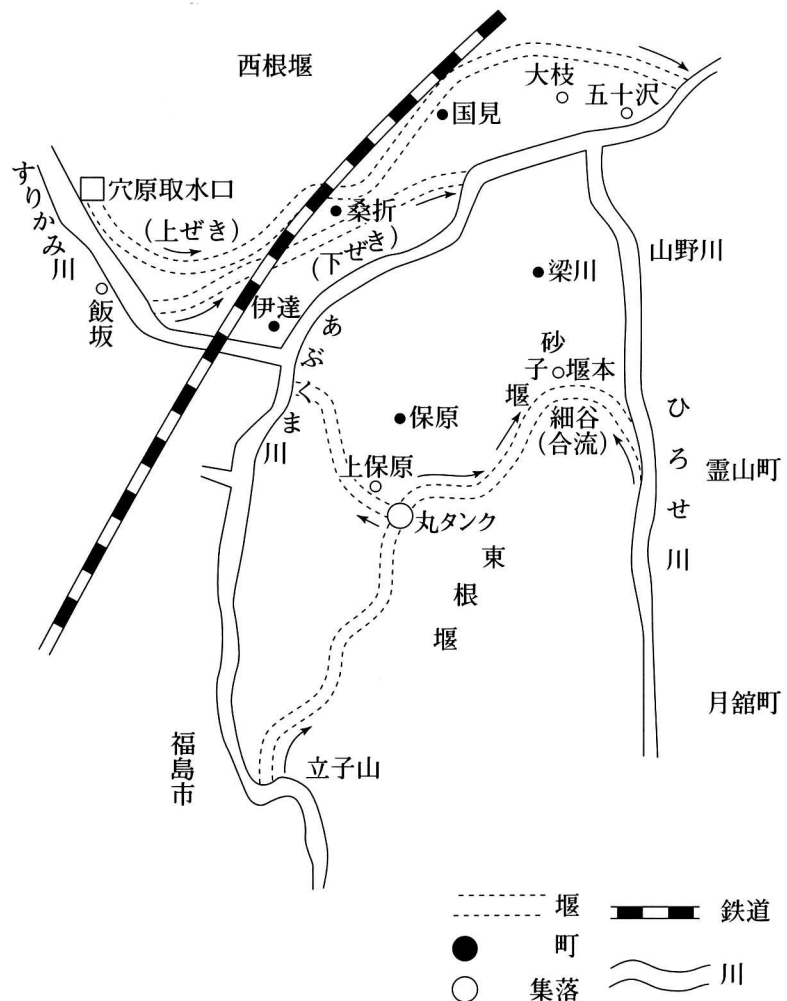 西根堰
大枝
五十沢
国見
すりかみ川
穴原取水口
(上ぜき)
桑折
(下ぜき)
飯坂
伊達
山野川
梁川
あぶくま川
砂子堰
堰本
保原
細谷
(合流)
ひろせ川
上保原
霊山町
丸タンク
東根堰
月舘町
福島市
立子山
堰
鉄道
町
集落
川